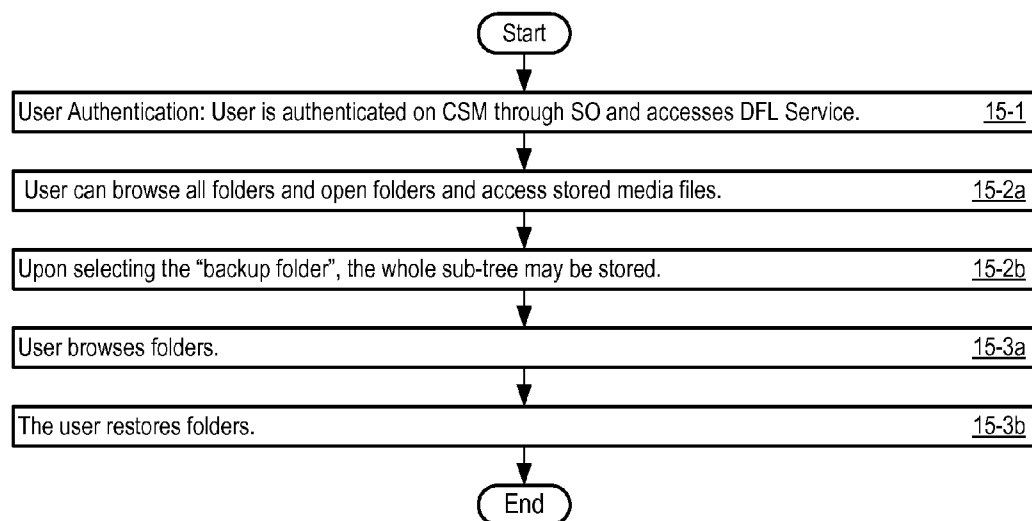 Start
User Authentication: User is authenticated on CSM through SO and accesses DFL Service. 15-1
User can browse all folders and open folders and access stored media files. 15-2a
Upon selecting the “backup folder”, the whole sub-tree may be stored. 15-2b
User browses folders. 15-3a
The user restores folders. 15-3b
End